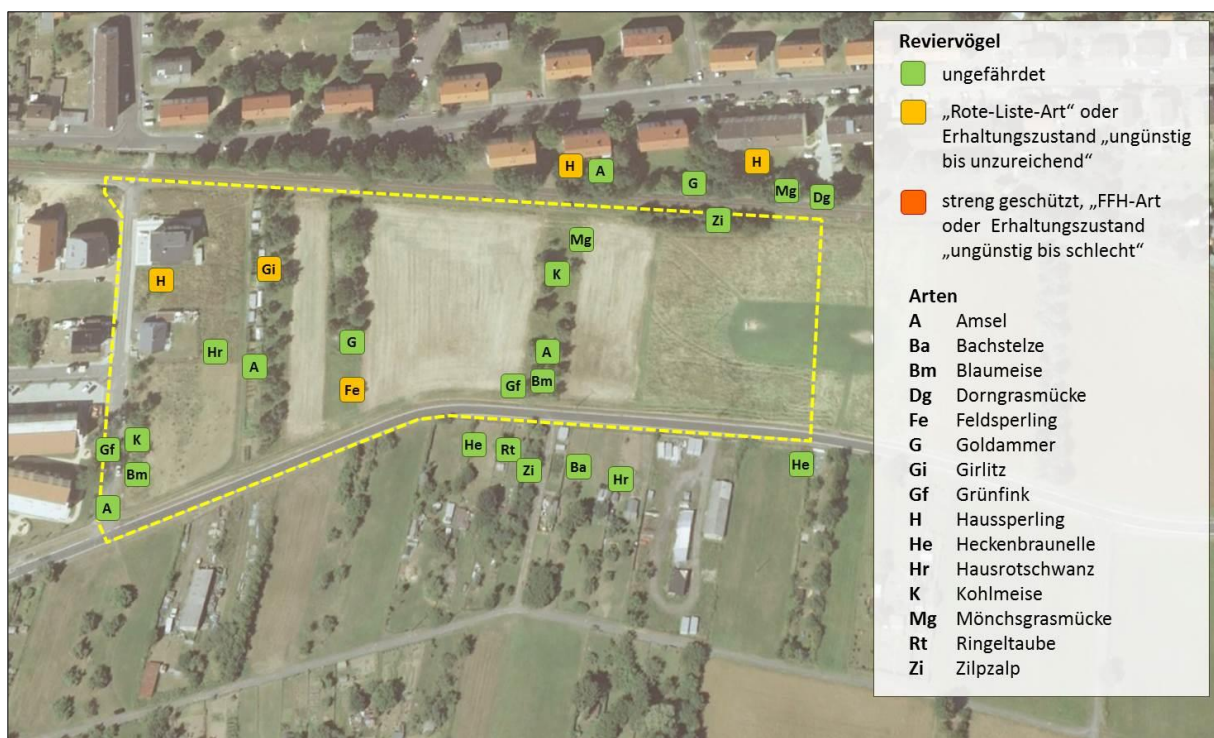 Reviervögel
ungefährdet
„Rote-Liste-Art“ oder
Erhaltungszustand „ungünstig
bis unzureichend“
streng geschützt, „FFH-Art
oder Erhaltungszustand
„ungünstig bis schlecht“
Arten
A Amsel
Ba Bachstelze
Bm Blaumeise
Dg Dorngrasmücke
Fe Feldsperling
G Goldammer
Gi Girlitz
Gf Grünfink
H Haussperling
He Heckenbraunelle
Hr Hausrotschwanz
K Kohlmeise
Mg Mönchsgrasmücke
Rt Ringeltaube
Zi Zilpzalp
H
A
H
G
Mg
Dg
Zi
Mg
Gi
K
H
G
Hr
A
A
Bm
Gf
Fe
K
Gf
He
Rt
Zi
Ba
Hr
He
Bm
A